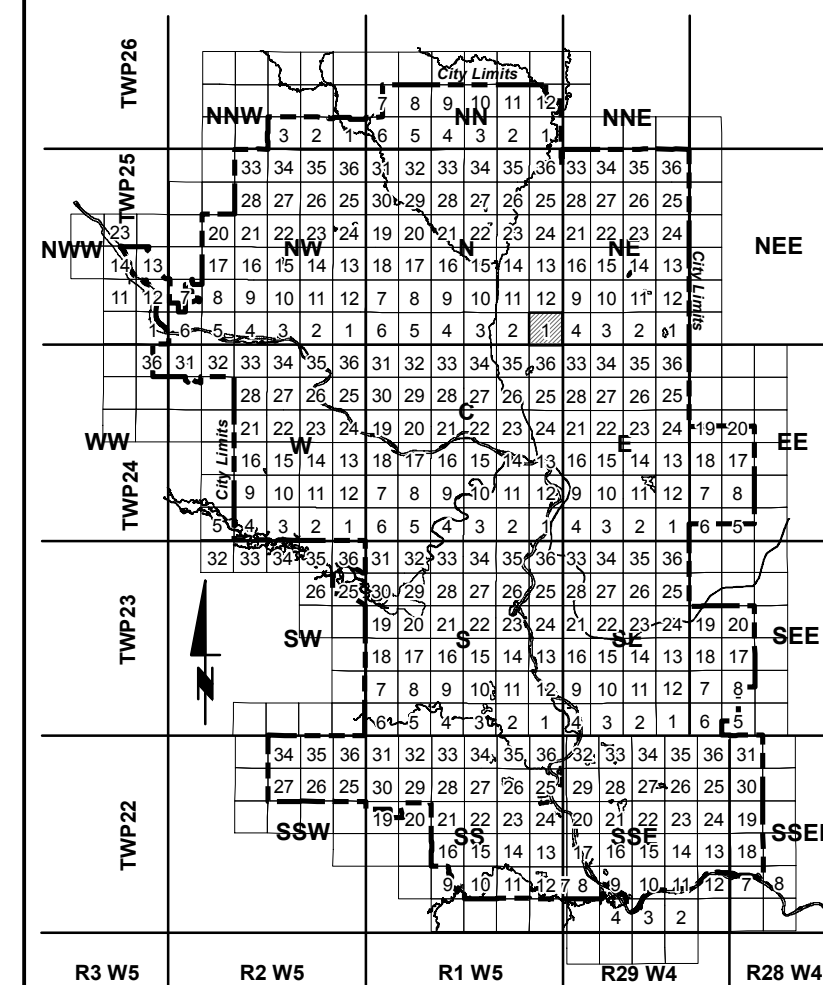 City Limits
TWP26
7 8 9 10 11 12
NNW NN NNE
3 2 1 6 5 4 3 2 1
TWP25
33 34 35 36 31 32 33 34 35 36 33 34 35 36
28 27 26 25 30 29 28 27 26 25 28 27 26 25
23 20 21 22 23 24 19 20 21 22 23 24 21 22 23 24
NWW NW N NE NEE
14 13 17 16 15 14 13 18 17 16 15 14 13 16 15 14 13
City Limits
11 12 7 8 9 10 11 12 7 8 9 10 11 12 9 10 11 12
1 6 5 4 3 2 1 6 5 4 3 2 1 4 3 2 1
36 31 32 33 34 35 36 31 32 33 34 35 36 33 34 35 36
28 27 26 25 30 29 28 27 26 25 28 27 26 25
C
21 22 23 24 19 20 21 22 23 24 21 22 23 24 19 20
WW W E EE
City Limits
16 15 14 13 18 17 16 15 14 13 16 15 14 13 18 17
TWP24
9 10 11 12 7 8 9 10 11 12 9 10 11 12 7 8
5 4 3 2 1 6 5 4 3 2 1 4 3 2 1 6 5
32 33 34 35 36 31 32 33 34 35 36 33 34 35 36
26 25 30 29 28 27 26 25 28 27 26 25
TWP23
19 20 21 22 23 24 21 22 23 24 19 20
SW S SE SEE
18 17 16 15 14 13 16 15 14 13 18 17
N
7 8 9 10 11 12 9 10 11 12 7 8
6 5 4 3 2 1 4 3 2 1 6 5
34 35 36 31 32 33 34 35 36 32 33 34 35 36 31
27 26 25 30 29 28 27 26 25 29 28 27 26 25 30
19 20 21 22 23 24 20 21 22 23 24 19
SSW SS SSE
TWP22
16 15 14 13 17 16 15 14 13 18
9 10 11 12 7 8 9 10 11 12 7 8
4 3 2
R3 W5 R2 W5 R1 W5 R29 W4 R28 W4